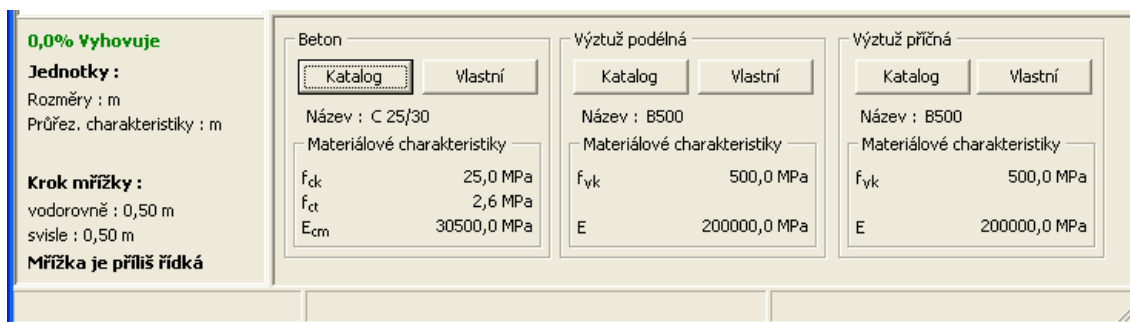 0,0% Vyhovuje
Jednotky :
Rozměry : m
Průřez. charakteristiky : m
Krok mřížky :
vodorovně : 0,50 m
svisle : 0,50 m
Mřížka je příliš řídká
Beton
Katalog Vlastní
Název : C 25/30
Materiálové charakteristiky
fck 25,0 MPa
fct 2,6 MPa
Ecm 30500,0 MPa
Výztuž podélná
Katalog Vlastní
Název : B500
Materiálové charakteristiky
fyk 500,0 MPa
E 200000,0 MPa
Výztuž příčná
Katalog Vlastní
Název : B500
Materiálové charakteristiky
fyk 500,0 MPa
E 200000,0 MPa